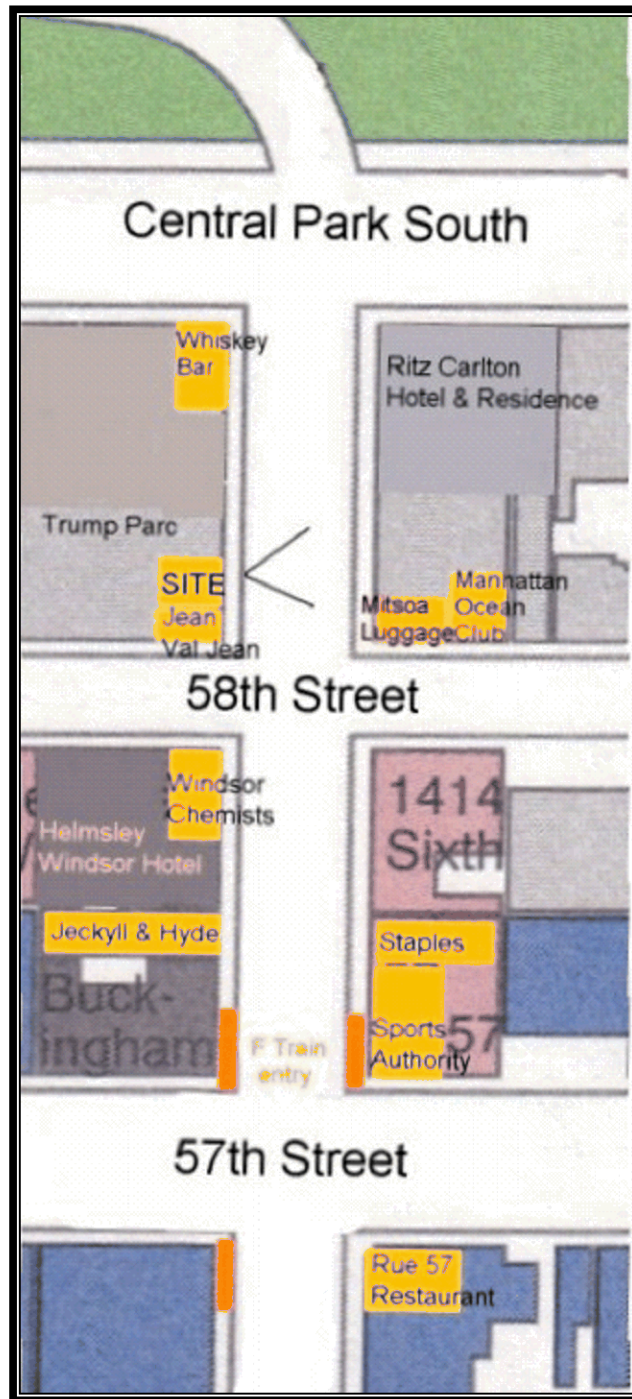 Central Park South
Whiskey
Bar
Ritz Carlton
Hotel & Residence
Trump Parc
SITE
Jean
Val Jean
Manhattan
Ocean
Club
Mitsoa
Luggage
58th Street
Windsor
Chemists
1414
Sixth
Helmsley
Windsor Hotel
Jeckyll & Hyde
Staples
Buck-
ingham
F Train
entry
Sports
Authority
57
57th Street
Rue 57
Restaurant